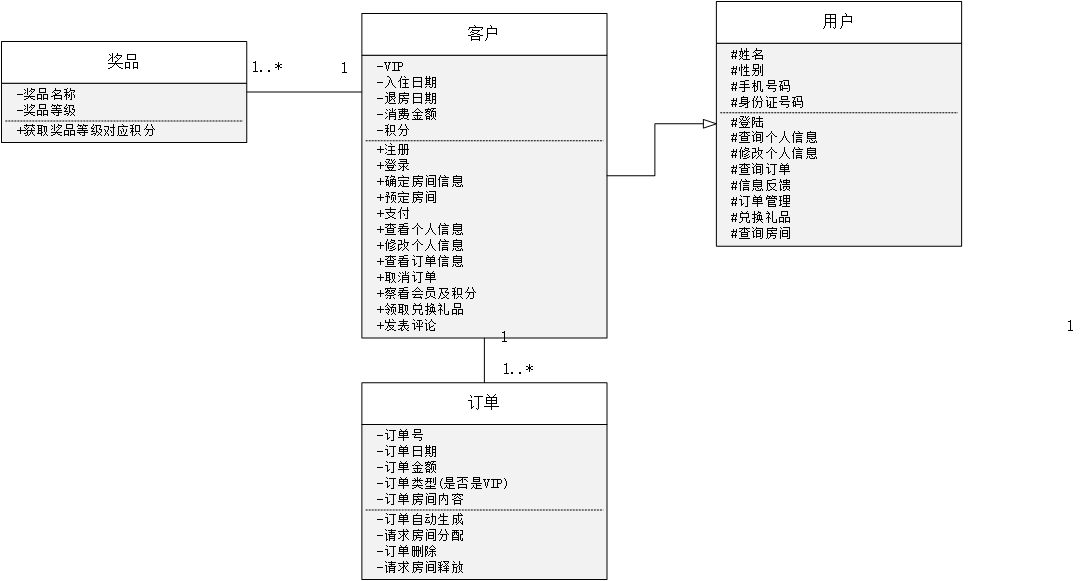 奖品
-奖品名称
-奖品等级
+获取奖品等级对应积分
1..*
1
客户
-VIP
-入住日期
-退房日期
-消费金额
-积分
+注册
+登录
+确定房间信息
+预定房间
+支付
+查看个人信息
+修改个人信息
+查看订单信息
+取消订单
+察看会员及积分
+领取兑换礼品
+发表评论
用户
#姓名
#性别
#手机号码
#身份证号码
#登陆
#查询个人信息
#修改个人信息
#查询订单
#信息反馈
#订单管理
#兑换礼品
#查询房间
1
1
1..*
订单
-订单号
-订单日期
-订单金额
-订单类型(是否是VIP)
-订单房间内容
-订单自动生成
-请求房间分配
-订单删除
-请求房间释放